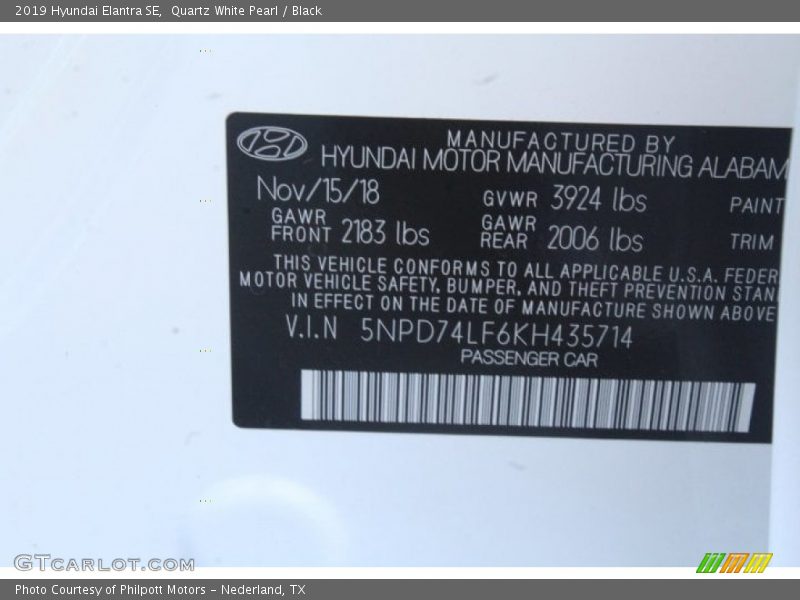 2019 Hyundai Elantra SE,  Quartz White Pearl / Black
MANUFACTURED BY
HYUNDAI MOTOR MANUFACTURING ALABAM
Nov/15/18 GVWR 3924 lbs PAINT
GAWR FRONT 2183 lbs GAWR REAR 2006 lbs TRIM
THIS VEHICLE CONFORMS TO ALL APPLICABLE U.S.A. FEDER
MOTOR VEHICLE SAFETY, BUMPER, AND THEFT PREVENTION STAN
IN EFFECT ON THE DATE OF MANUFACTURE SHOWN ABOVE
V.I.N 5NPD74LF6KH435714
PASSENGER CAR
GTCARLOT.COM
Photo Courtesy of Philpott Motors - Nederland, TX